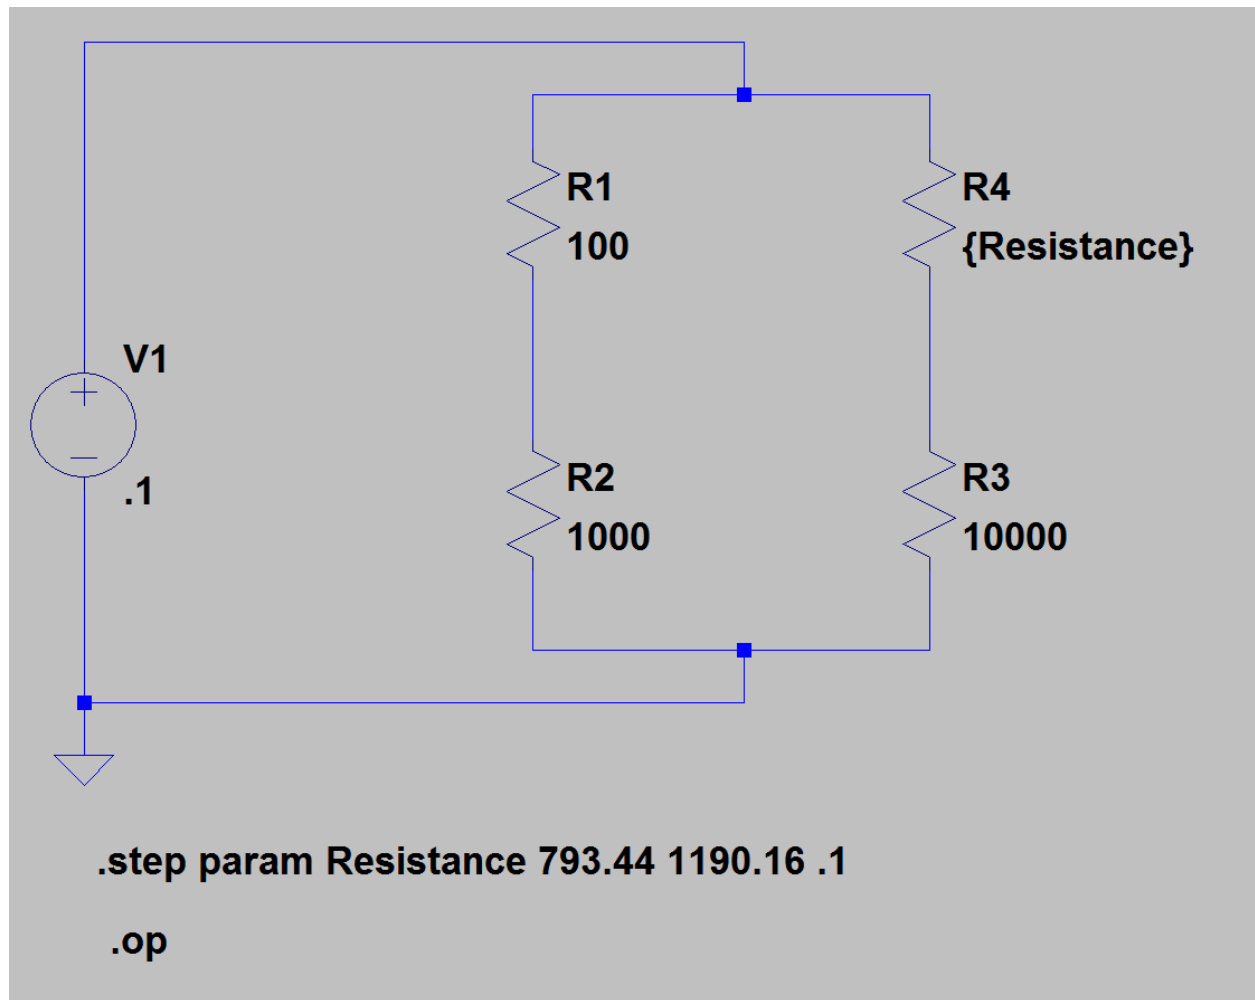 R1
100
R4
{Resistance}
V1
.1
R2
1000
R3
10000
.step param Resistance 793.44 1190.16 .1
.op